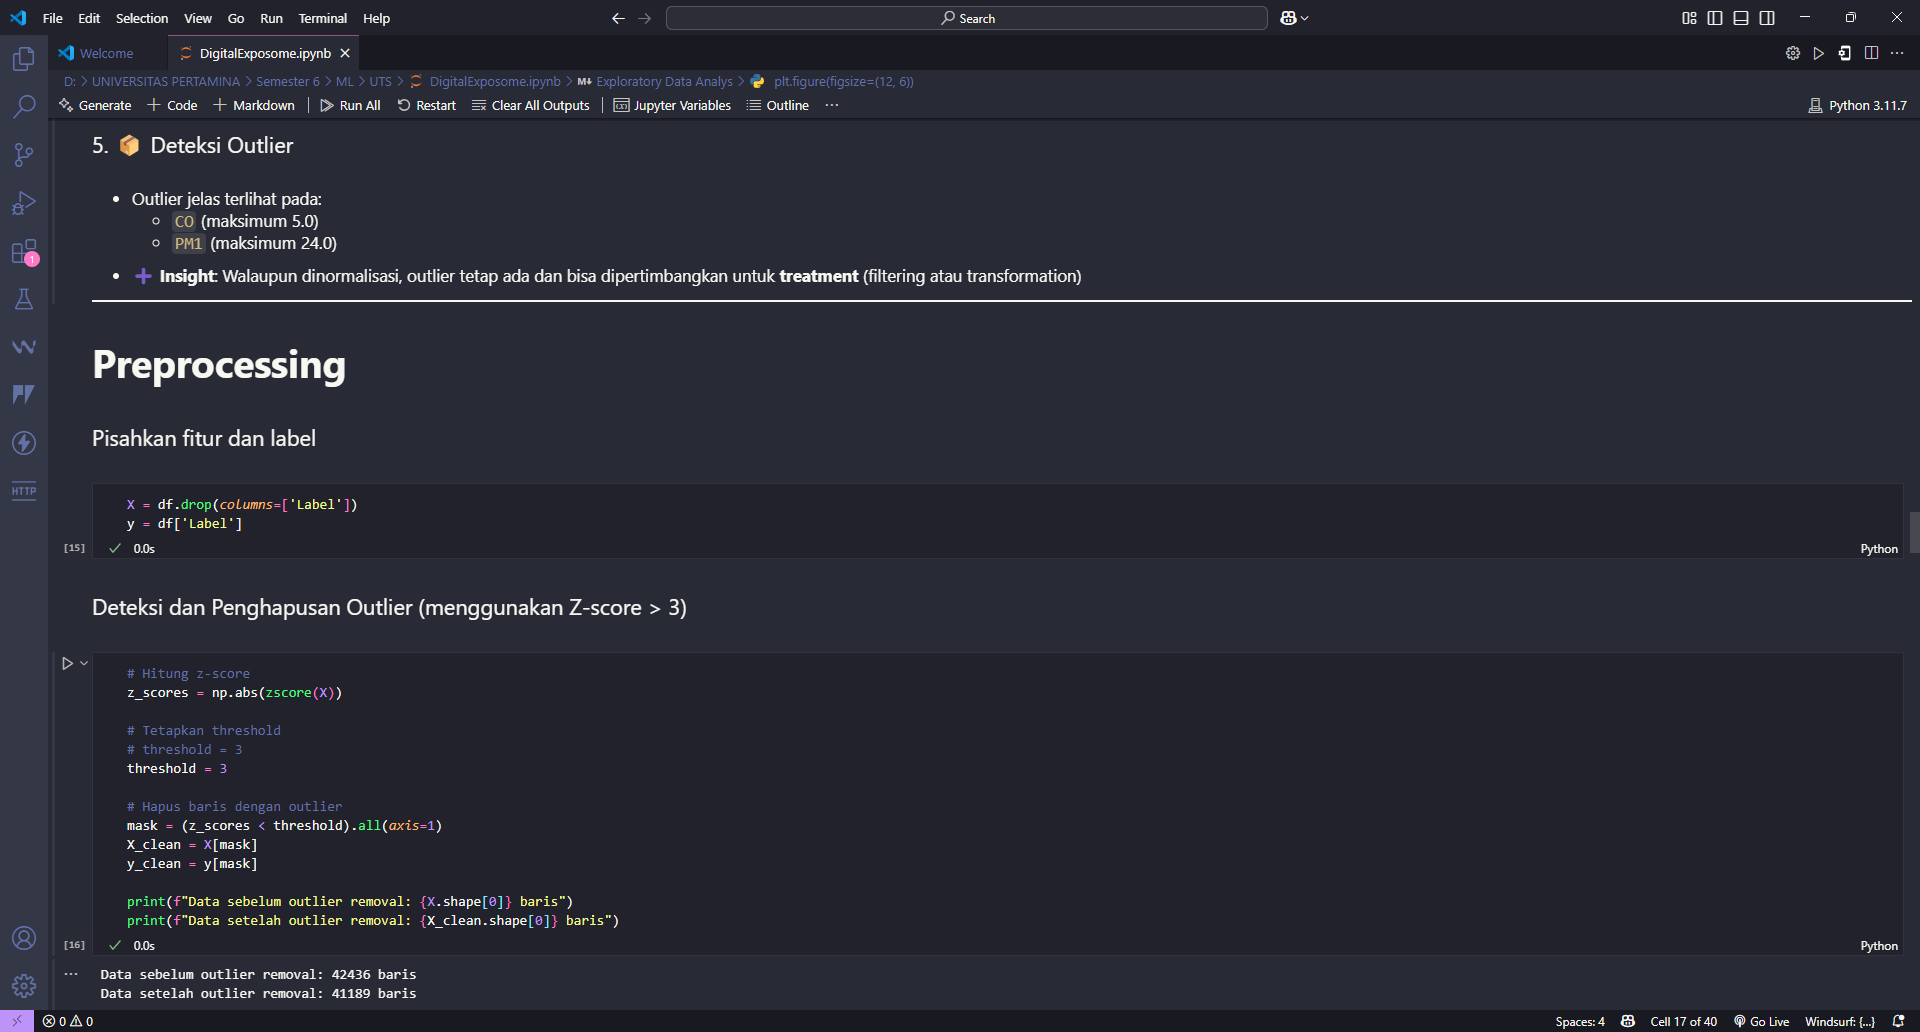 File Edit Selection View Go Run Terminal Help
Search
Welcome
DigitalExposome.ipynb
D: > UNIVERSITAS PERTAMINA > Semester 6 > ML > UTS > DigitalExposome.ipynb > M↓ Exploratory Data Analys > plt.figure(figsize=(12, 6))
Generate + Code + Markdown Run All Restart Clear All Outputs Jupyter Variables Outline ...
Python 3.11.7
5. 📦 Deteksi Outlier
• Outlier jelas terlihat pada:
CO (maksimum 5.0)
PM1 (maksimum 24.0)
• ➕ Insight: Walaupun dinormalisasi, outlier tetap ada dan bisa dipertimbangkan untuk treatment (filtering atau transformation)
Preprocessing
Pisahkan fitur dan label
X = df.drop(columns=['Label'])
y = df['Label']
[15] ✓ 0.0s
Python
Deteksi dan Penghapusan Outlier (menggunakan Z-score > 3)
# Hitung z-score
z_scores = np.abs(zscore(X))
# Tetapkan threshold
# threshold = 3
threshold = 3
# Hapus baris dengan outlier
mask = (z_scores < threshold).all(axis=1)
X_clean = X[mask]
y_clean = y[mask]
print(f"Data sebelum outlier removal: {X.shape[0]} baris")
print(f"Data setelah outlier removal: {X_clean.shape[0]} baris")
[16] ✓ 0.0s
Python
... Data sebelum outlier removal: 42436 baris
Data setelah outlier removal: 41189 baris
1
HTTP
0 0
Spaces: 4
Cell 17 of 40
Go Live
Windsurf: {...}